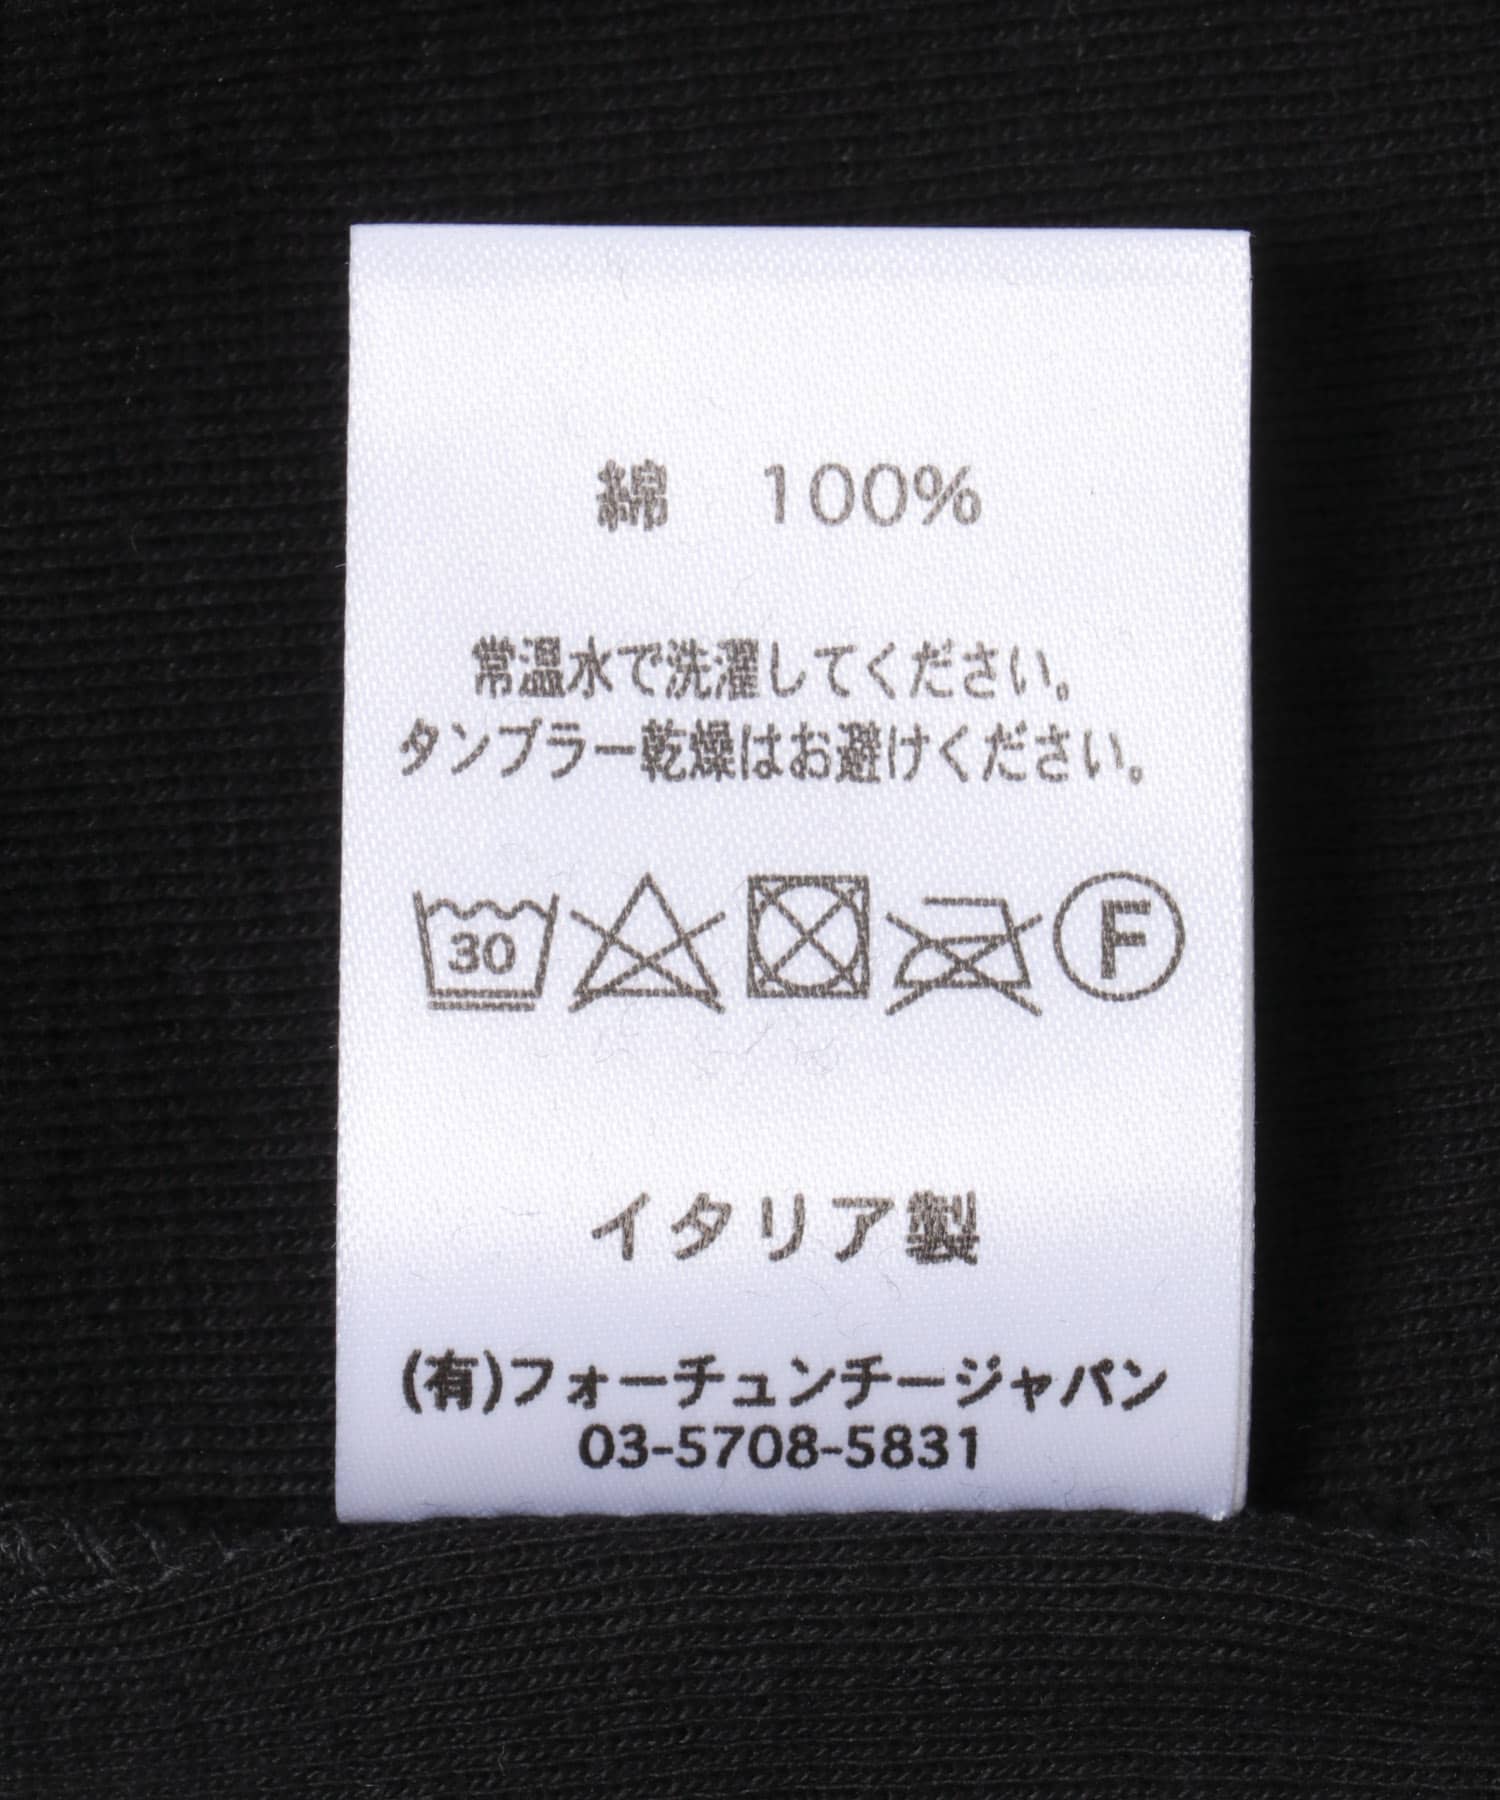 綿　100%
常温水で洗濯してください。
タンブラー乾燥はお避けください。
30 F
イタリア製
(有)フォーチュンチージャパン
03-5708-5831